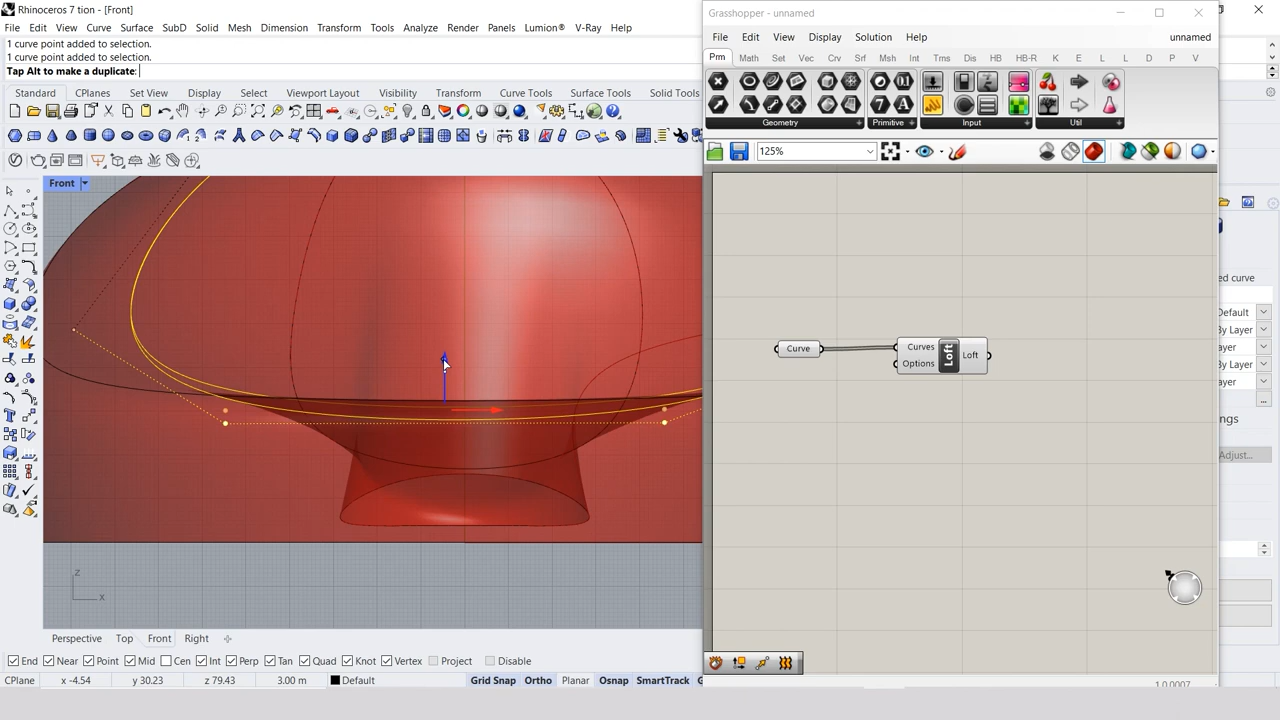 Rhinoceros 7 tion - [Front]
File Edit View Curve Surface SubD Solid Mesh Dimension Transform Tools Analyze Render Panels Lumion® V-Ray Help
1 curve point added to selection.
1 curve point added to selection.
Tap Alt to make a duplicate:
tandard CPlanes Set View Display Select Viewport Layout Visibility Transform Curve Tools Surface Tools Solid Tools
Front
z
x
Perspective Top Front Right
End Near Point Mid Cen Int Perp Tan Quad Knot Vertex Project Disable
CPlane x -4.54 y 30.23 z 79.43 3.00 m Default Grid Snap Ortho Planar Osnap SmartTrack G
Grasshopper - unnamed
File Edit View Display Solution Help unnamed
Prm Math Set Vec Crv Srf Msh Int Trns Dis HB HB-R K E L L D P V
Geometry Primitive Input Util
125%
Curve
Curves
Options
Loft
Loft
1.0.0007
ed curve
Default
By Layer
ayer
By Layer
ayer
...
ngs
Adjust...